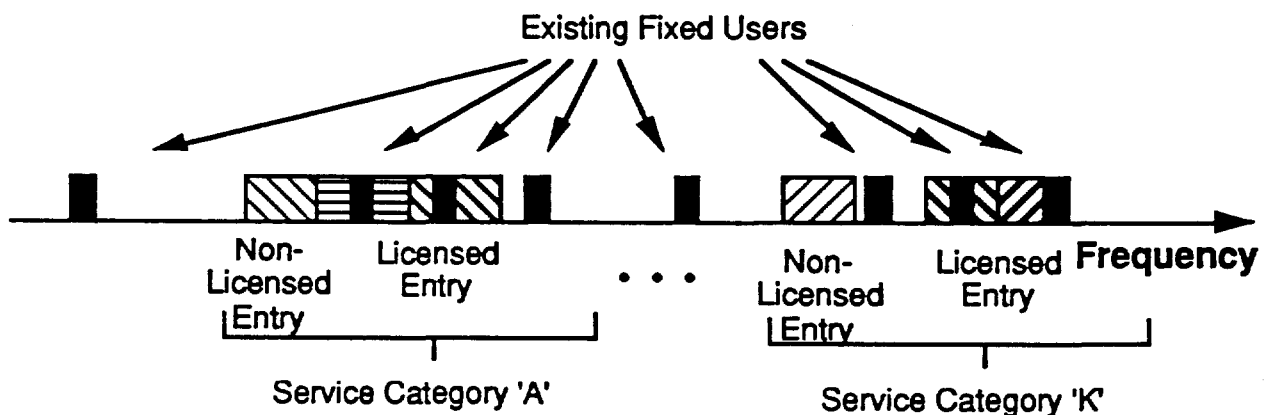 Existing Fixed Users
Non-
Licensed
Entry
Licensed
Entry
• • •
Non-
Licensed
Entry
Licensed
Entry
Frequency
Service Category 'A'
Service Category 'K'